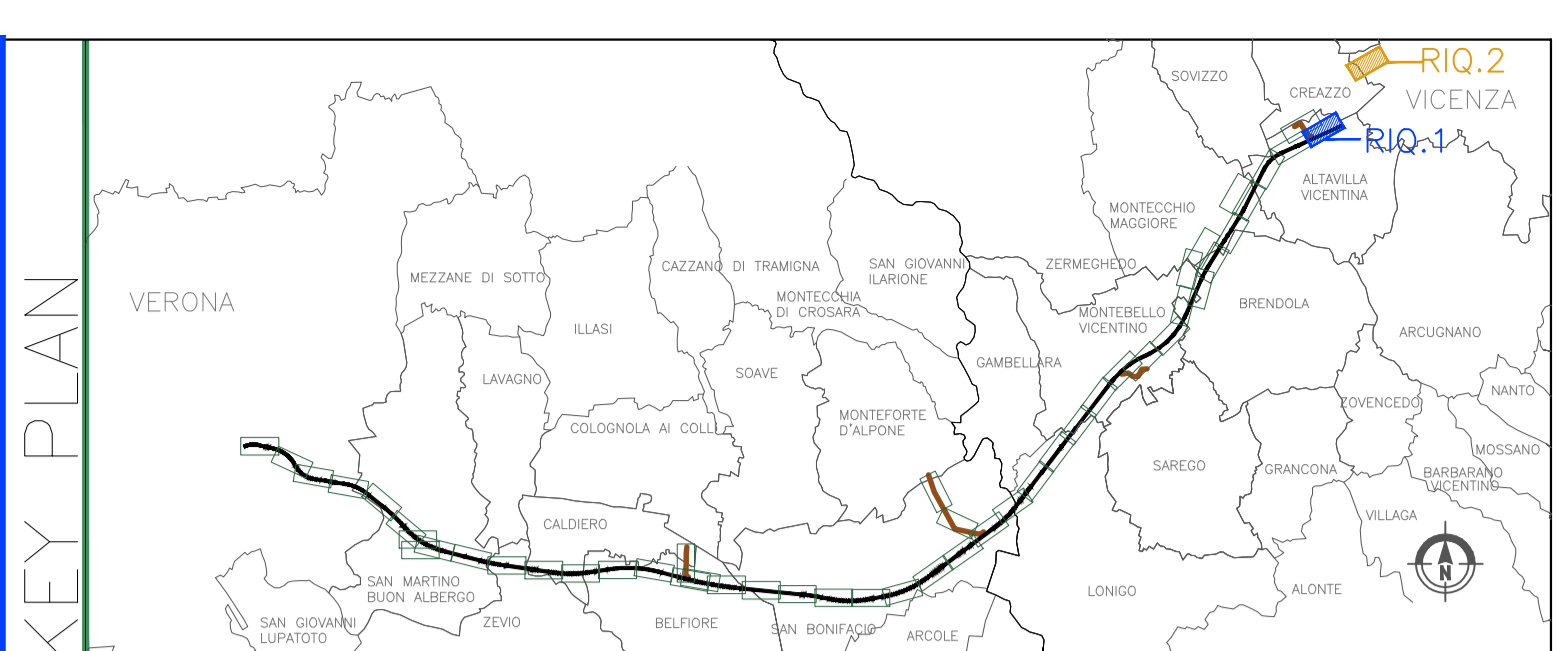 KEY PLAN
RIQ.2
SOVIZZO
CREAZZO
VICENZA
RIQ.1
ALTAVILLA
VICENTINA
MONTECCHIO
MAGGIORE
MEZZANE DI SOTTO
CAZZANO DI TRAMIGNA
SAN GIOVANNI
ILARIONE
ZERMEGHEDO
VERONA
MONTECCHIA
DI CROSARA
BRENDOLA
ILLASI
MONTEBELLO
VICENTINO
ARCUGNANO
GAMBELLARA
LAVAGNO
SOAVE
NANTO
ZOVENCEDO
MONTEFORTE
D'ALPONE
COLOGNOLA AI COLLI
MOSSANO
SAREGO
GRANCONA
BARBARANO
VICENTINO
VILLAGA
CALDIERO
N
SAN MARTINO
BUON ALBERGO
LONIGO
ALONTE
SAN GIOVANNI
LUPATOTO
ZEVIO
BELFIORE
SAN BONIFACIO
ARCOLE